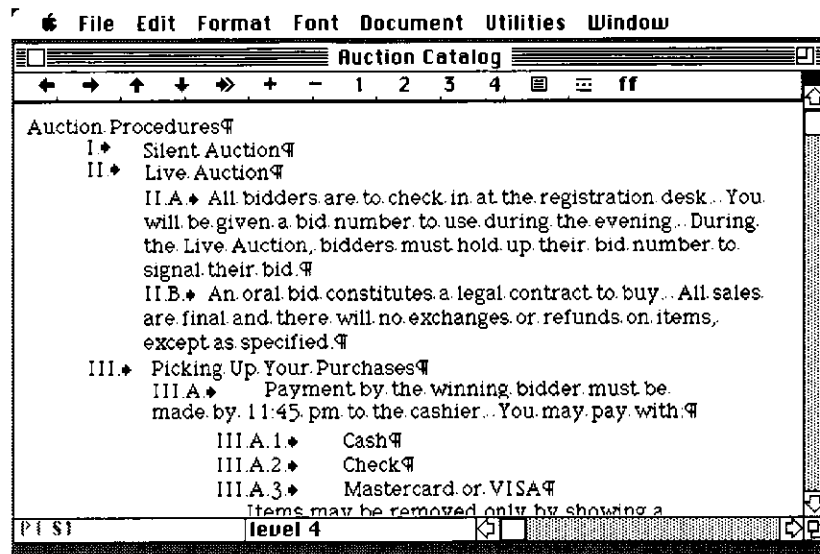 File Edit Format Font Document Utilities Window
Auction Catalog
+ − 1 2 3 4 ff
Auction Procedures¶
I. Silent Auction¶
II. Live Auction¶
II.A. All bidders are to check in at the registration desk. You
will be given a bid number to use during the evening. During
the Live Auction, bidders must hold up their bid number to
signal their bid.¶
II.B. An oral bid constitutes a legal contract to buy. All sales
are final and there will no exchanges or refunds on items,
except as specified.¶
III. Picking Up Your Purchases¶
III.A. Payment by the winning bidder must be
made by 11:45 pm to the cashier. You may pay with:¶
III.A.1. Cash¶
III.A.2. Check¶
III.A.3. Mastercard or VISA¶
Items may be removed only by showing a
P1 S1 level 4